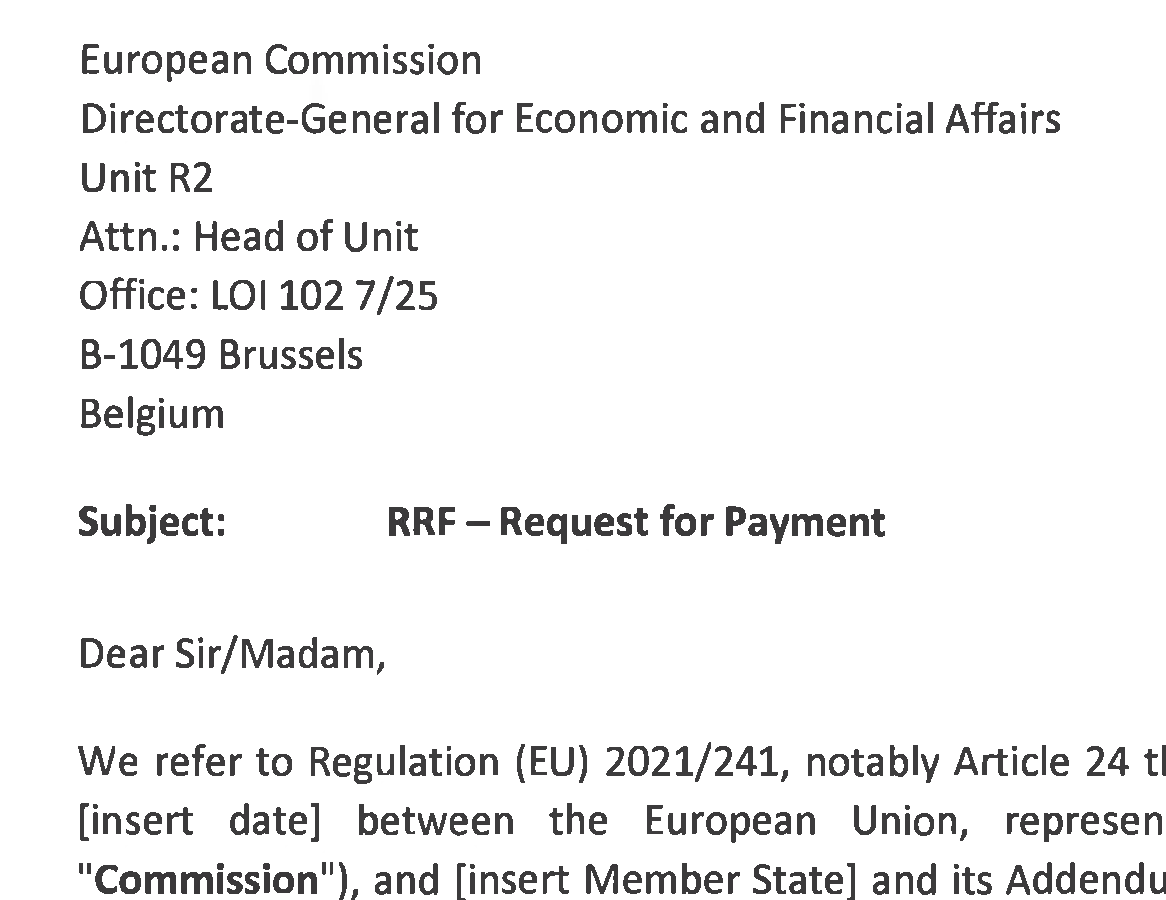 European Commission
Directorate-General for Economic and Financial Affairs
Unit R2
Attn.: Head of Unit
Office: LOI 102 7/25
B-1049 Brussels
Belgium
Subject: RRF – Request for Payment
Dear Sir/Madam,
We refer to Regulation (EU) 2021/241, notably Article 24
[insert date] between the European Union,
"Commission"), and [insert Member State] and its